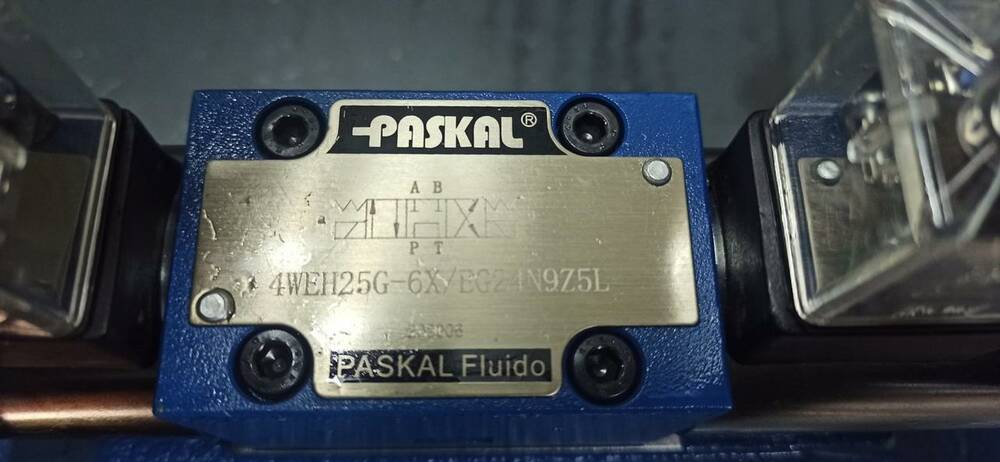 PASKAL®
A B
P T
4WEH25G-6X/EG24N9Z5L
PASKAL Fluido